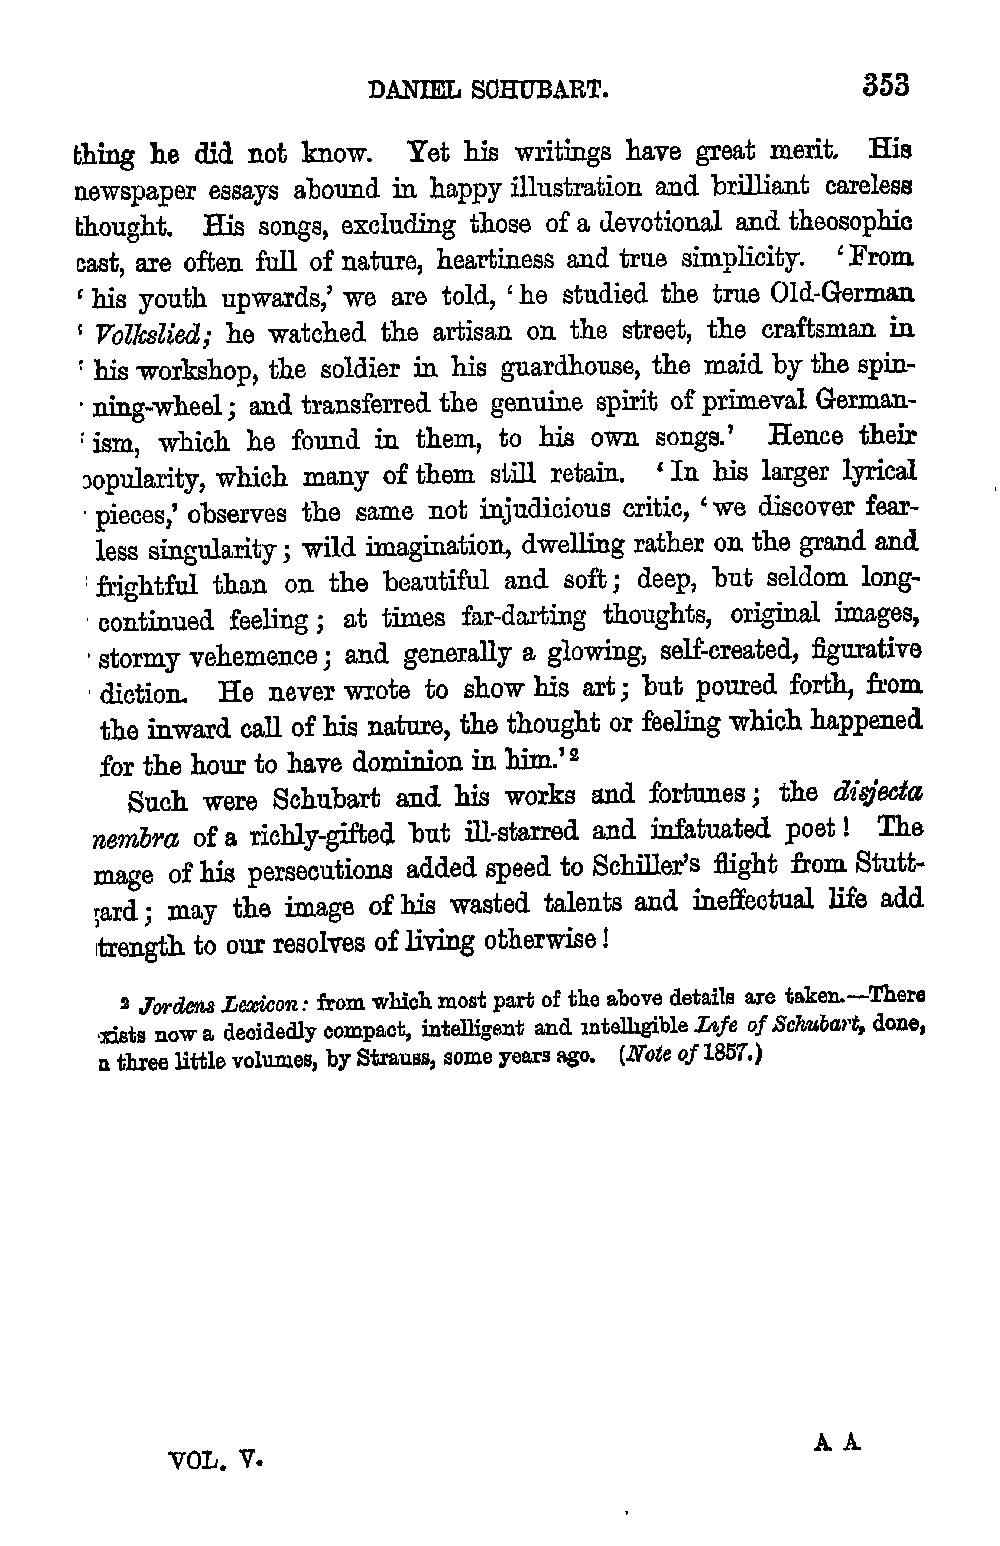 DANIEL SCHUBART. 353
thing he did not know. Yet his writings have great merit. His
newspaper essays abound in happy illustration and brilliant careless
thought. His songs, excluding those of a devotional and theosophic
cast, are often full of nature, heartiness and true simplicity. ‘From
‘his youth upwards,’ we are told, ‘he studied the true Old-German
‘Volkslied; he watched the artisan on the street, the craftsman in
‘his workshop, the soldier in his guardhouse, the maid by the spin-
‘ning-wheel; and transferred the genuine spirit of primeval German-
‘ism, which he found in them, to his own songs.’ Hence their
popularity, which many of them still retain. ‘In his larger lyrical
‘pieces,’ observes the same not injudicious critic, ‘we discover fear-
less singularity; wild imagination, dwelling rather on the grand and
‘frightful than on the beautiful and soft; deep, but seldom long-
‘continued feeling; at times far-darting thoughts, original images,
‘stormy vehemence; and generally a glowing, self-created, figurative
‘diction. He never wrote to show his art; but poured forth, from
the inward call of his nature, the thought or feeling which happened
for the hour to have dominion in him.’ 2
Such were Schubart and his works and fortunes; the disjecta
nembra of a richly-gifted but ill-starred and infatuated poet! The
mage of his persecutions added speed to Schiller’s flight from Stutt-
gard; may the image of his wasted talents and ineffectual life add
trength to our resolves of living otherwise!
2 Jordens Lexicon: from which most part of the above details are taken.—There
xists now a decidedly compact, intelligent and intelligible Life of Schubart, done,
n three little volumes, by Strauss, some years ago. (Note of 1857.)
VOL. V. A A